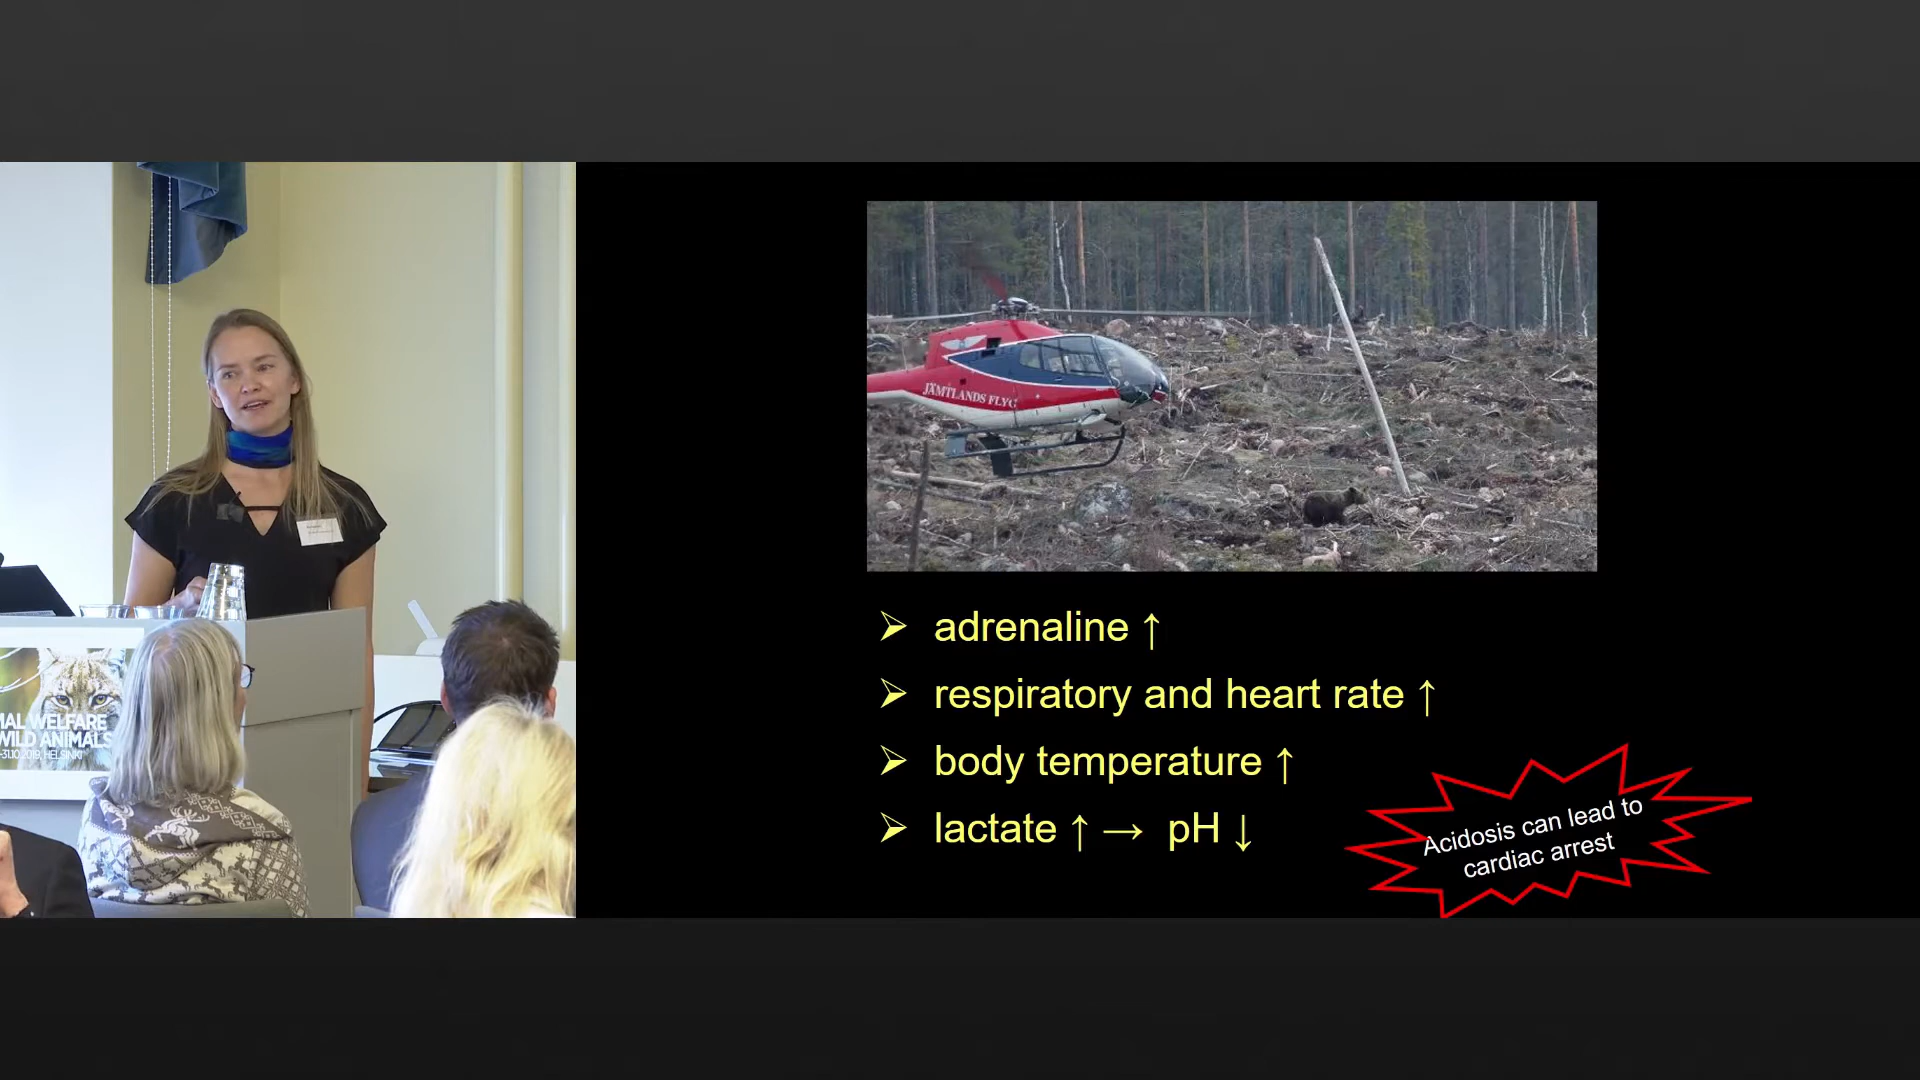 JÄMTLANDS FLYG
adrenaline ↑
respiratory and heart rate ↑
body temperature ↑
lactate ↑ → pH ↓
Acidosis can lead to
cardiac arrest
WELFARE
WILD ANIMALS
2019, HELSINKI